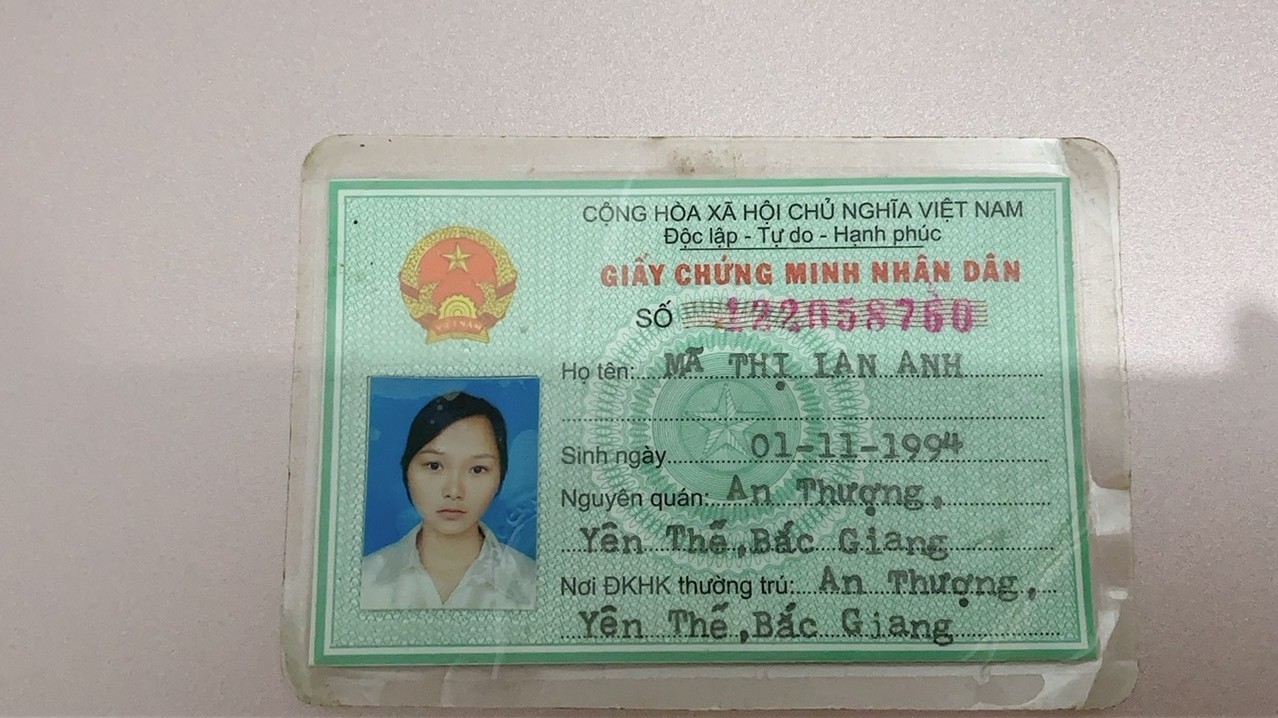 CỘNG HÒA XÃ HỘI CHỦ NGHĨA VIỆT NAM
Độc lập - Tự do - Hạnh phúc
GIẤY CHỨNG MINH NHÂN DÂN
SỐ 122058760
VIỆT NAM
Họ tên: MÃ THỊ LAN ANH
Sinh ngày 01-11-1994
Nguyên quán: An Thượng,
Yên Thế, Bắc Giang
Nơi ĐKHK thường trú: An Thượng,
Yên Thế, Bắc Giang